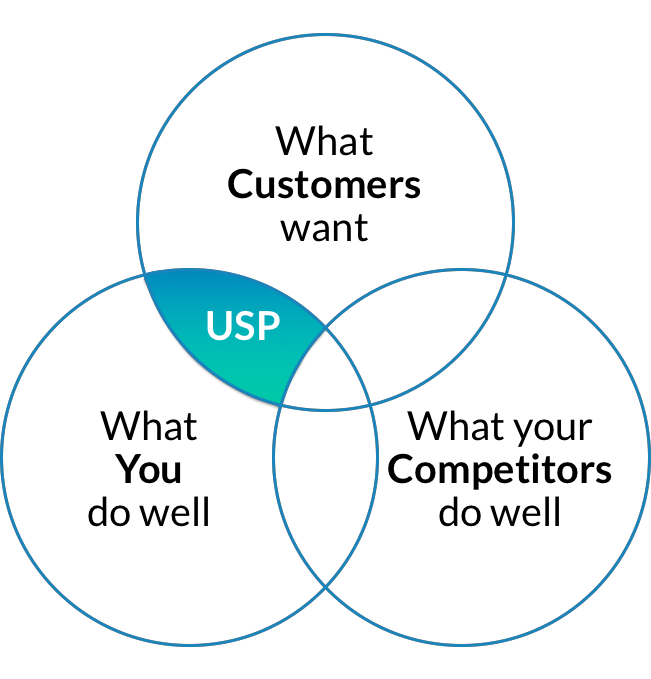 What
Customers
want
USP
What
You
do well
What your
Competitors
do well